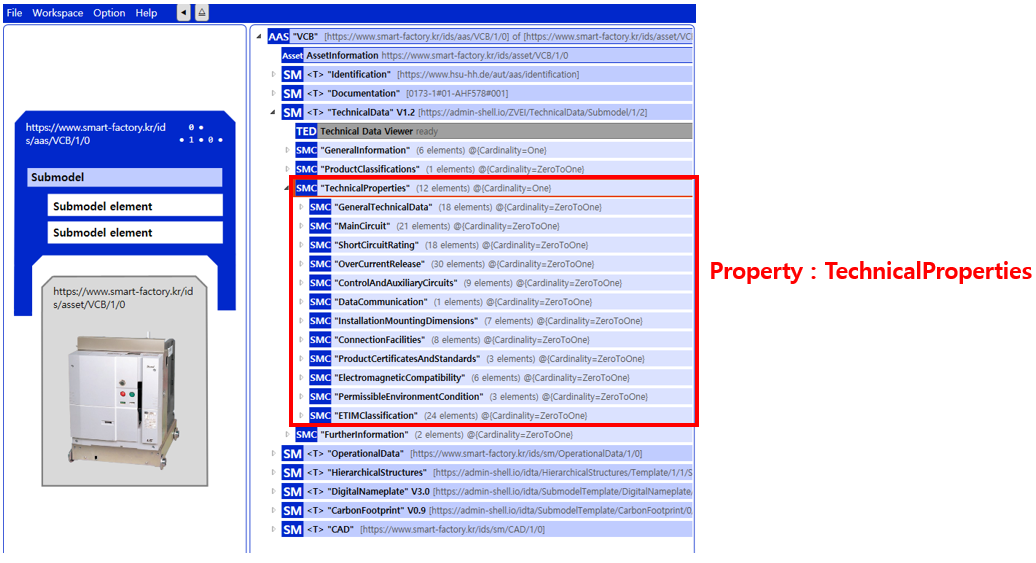 File Workspace Option Help
https://www.smart-factory.kr/id
s/aas/VCB/1/0
0
1 0
Submodel
Submodel element
Submodel element
https://www.smart-factory.kr/id
s/asset/VCB/1/0
AAS "VCB" [https://www.smart-factory.kr/ids/aas/VCB/1/0] of [https://www.smart-factory.kr/ids/asset/VC
Asset AssetInformation https://www.smart-factory.kr/ids/asset/VCB/1/0
SM <T> "Identification" [https://www.hsu-hh.de/aut/aas/identification]
SM <T> "Documentation" [0173-1#01-AHF578#001]
SM <T> "TechnicalData" V1.2 [https://admin-shell.io/ZVEI/TechnicalData/Submodel/1/2]
TED Technical Data Viewer ready
SMC "GeneralInformation" (6 elements) @{Cardinality=One}
SMC "ProductClassifications" (1 elements) @{Cardinality=ZeroToOne}
SMC "TechnicalProperties" (12 elements) @{Cardinality=One}
SMC "GeneralTechnicalData" (18 elements) @{Cardinality=ZeroToOne}
SMC "MainCircuit" (21 elements) @{Cardinality=ZeroToOne}
SMC "ShortCircuitRating" (18 elements) @{Cardinality=ZeroToOne}
SMC "OverCurrentRelease" (30 elements) @{Cardinality=ZeroToOne}
SMC "ControlAndAuxiliaryCircuits" (9 elements) @{Cardinality=ZeroToOne}
SMC "DataCommunication" (1 elements) @{Cardinality=ZeroToOne}
SMC "InstallationMountingDimensions" (7 elements) @{Cardinality=ZeroToOne}
SMC "ConnectionFacilities" (8 elements) @{Cardinality=ZeroToOne}
SMC "ProductCertificatesAndStandards" (3 elements) @{Cardinality=ZeroToOne}
SMC "ElectromagneticCompatibility" (6 elements) @{Cardinality=ZeroToOne}
SMC "PermissibleEnvironmentCondition" (3 elements) @{Cardinality=ZeroToOne}
SMC "ETIMClassification" (24 elements) @{Cardinality=ZeroToOne}
SMC "FurtherInformation" (2 elements) @{Cardinality=ZeroToOne}
SM <T> "OperationalData" [https://www.smart-factory.kr/ids/sm/OperationalData/1/0]
SM <T> "HierarchicalStructures" [https://admin-shell.io/idta/HierarchicalStructures/Template/1/1/S
SM <T> "DigitalNameplate" V3.0 [https://admin-shell.io/idta/SubmodelTemplate/DigitalNameplate/
SM <T> "CarbonFootprint" V0.9 [https://admin-shell.io/idta/SubmodelTemplate/CarbonFootprint/0
SM <T> "CAD" [https://www.smart-factory.kr/ids/sm/CAD/1/0]
Property : TechnicalProperties